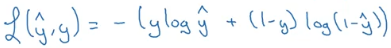 ℒ(ŷ, y) = - (y log ŷ + (1-y) log(1-ŷ))